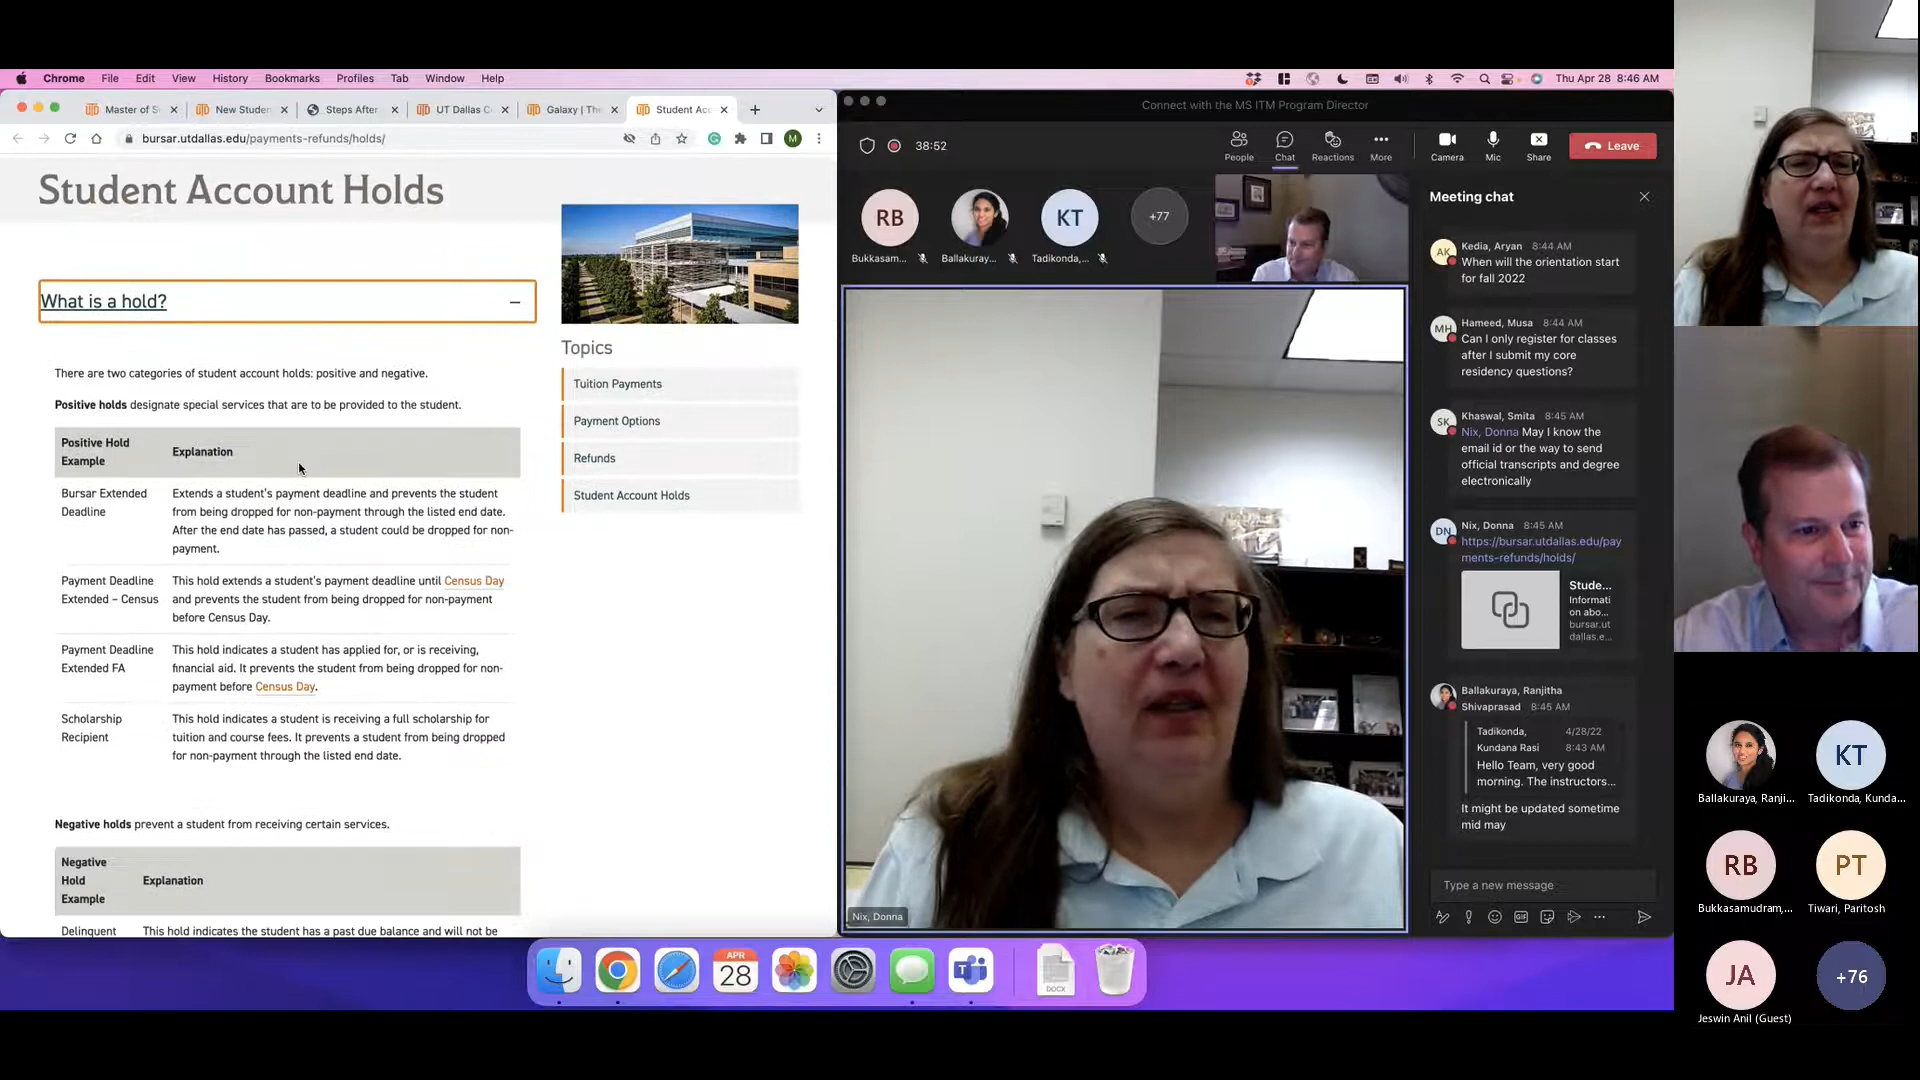 Chrome File Edit View History Bookmarks Profiles Tab Window Help
Thu Apr 28 8:46 AM
Master of S
New Studen
Steps After
UT Dallas C
Galaxy | The
Student Acc
bursar.utdallas.edu/payments-refunds/holds/
M
Student Account Holds
What is a hold?
There are two categories of student account holds: positive and negative.
Positive holds designate special services that are to be provided to the student.
Positive Hold
Example
Explanation
Bursar Extended
Deadline
Extends a student's payment deadline and prevents the student
from being dropped for non-payment through the listed end date.
After the end date has passed, a student could be dropped for non-
payment.
Payment Deadline
Extended – Census
This hold extends a student's payment deadline until Census Day
and prevents the student from being dropped for non-payment
before Census Day.
Payment Deadline
Extended FA
This hold indicates a student has applied for, or is receiving,
financial aid. It prevents the student from being dropped for non-
payment before Census Day.
Scholarship
Recipient
This hold indicates a student is receiving a full scholarship for
tuition and course fees. It prevents a student from being dropped
for non-payment through the listed end date.
Negative holds prevent a student from receiving certain services.
Negative
Hold
Example
Explanation
Delinquent
This hold indicates the student has a past due balance and will not be
Topics
Tuition Payments
Payment Options
Refunds
Student Account Holds
Connect with the MS ITM Program Director
38:52
People
Chat
Reactions
More
Camera
Mic
Share
Leave
RB
KT
+77
Bukkasam...
Ballakuray...
Tadikonda,...
Nix, Donna
Meeting chat
AK
Kedia, Aryan 8:44 AM
When will the orientation start
for fall 2022
MH
Hameed, Musa 8:44 AM
Can I only register for classes
after I submit my core
residency questions?
SK
Khaswal, Smita 8:45 AM
Nix, Donna May I know the
email id or the way to send
official transcripts and degree
electronically
DN
Nix, Donna 8:45 AM
https://bursar.utdallas.edu/pay
ments-refunds/holds/
Stude...
Informati
on abo...
bursar.ut
dallas.e...
Ballakuraya, Ranjitha
Shivaprasad 8:45 AM
Tadikonda, 4/28/22
Kundana Rasi 8:43 AM
Hello Team, very good
morning. The instructors...
It might be updated sometime
mid may
Type a new message
GIF
APR
28
DOCX
KT
Ballakuraya, Ranji...
Tadikonda, Kunda...
RB
PT
Bukkasamudram,...
Tiwari, Paritosh
JA
+76
Jeswin Anil (Guest)